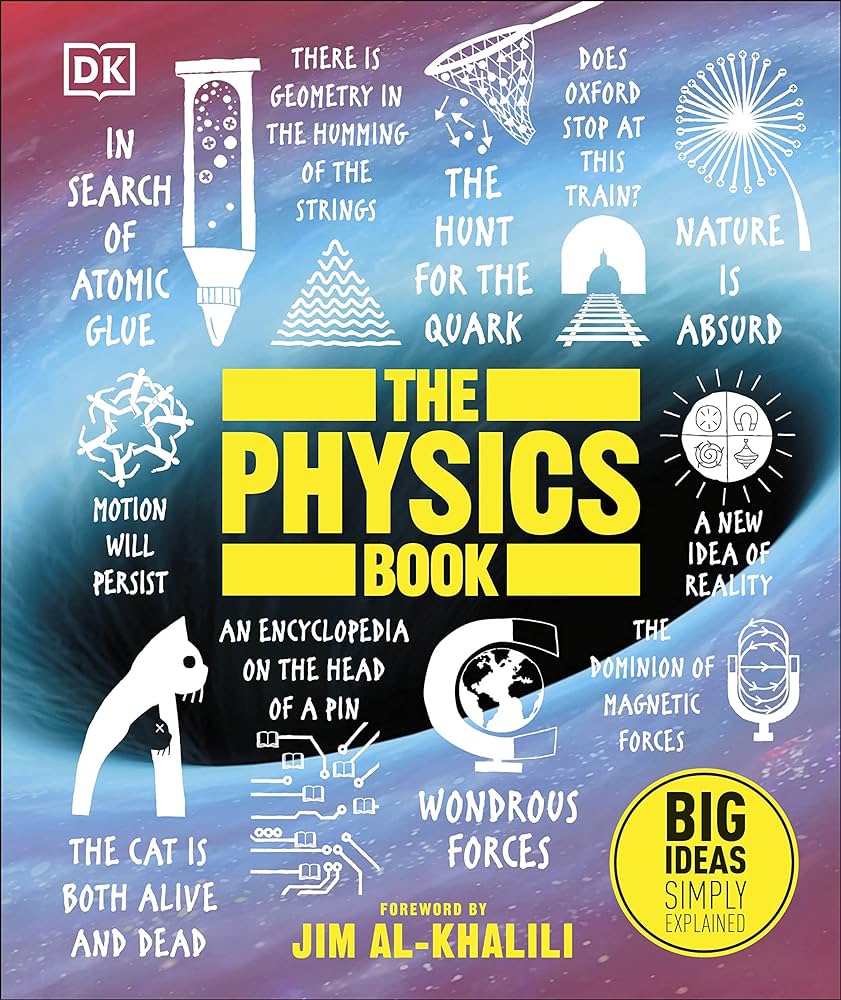 DK
IN
SEARCH
OF
ATOMIC
GLUE
THERE IS
GEOMETRY IN
THE HUMMING
OF THE
STRINGS
THE
HUNT
FOR THE
QUARK
DOES
OXFORD
STOP AT
THIS
TRAIN?
NATURE
IS
ABSURD
MOTION
WILL
PERSIST
THE
PHYSICS
BOOK
A NEW
IDEA OF
REALITY
THE CAT IS
BOTH ALIVE
AND DEAD
AN ENCYCLOPEDIA
ON THE HEAD
OF A PIN
WONDROUS
FORCES
THE
DOMINION OF
MAGNETIC
FORCES
FOREWORD BY
JIM AL-KHALILI
BIG
IDEAS
SIMPLY
EXPLAINED